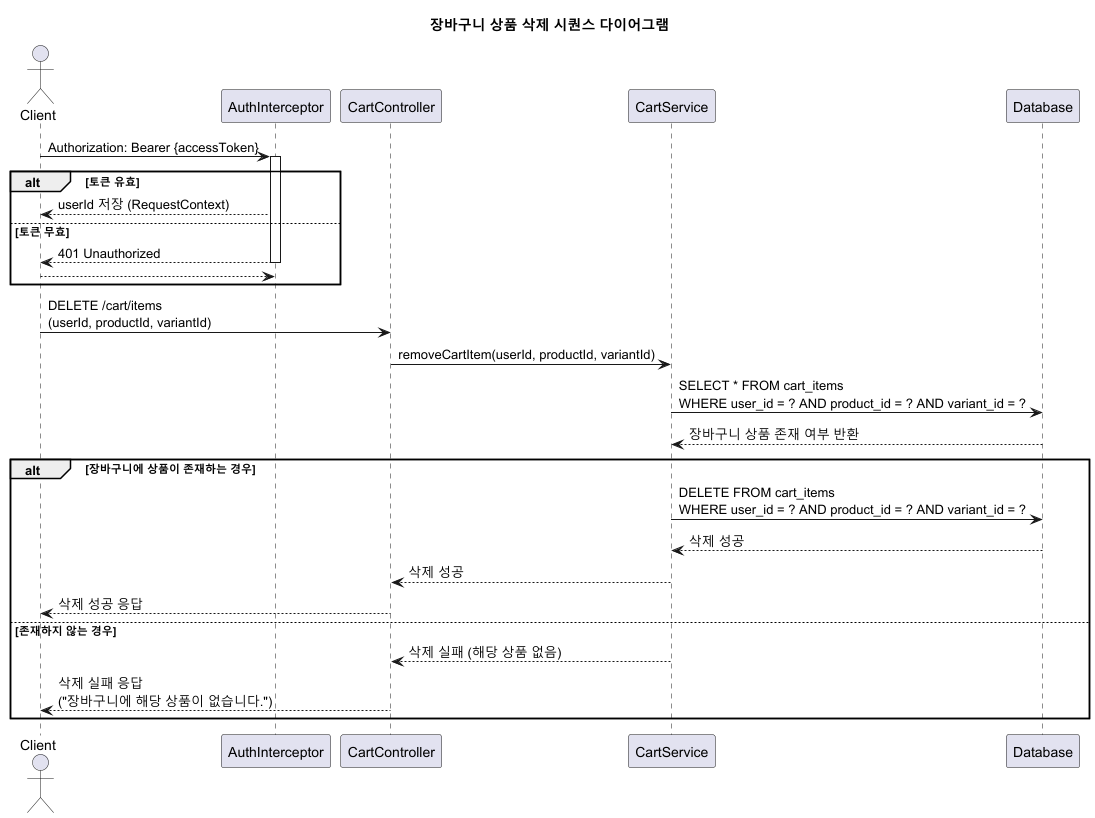 장바구니 상품 삭제 시퀀스 다이어그램
Client
AuthInterceptor
CartController
CartService
Database
Authorization: Bearer {accessToken}
alt
[토큰 유효]
userId 저장 (RequestContext)
[토큰 무효]
401 Unauthorized
DELETE /cart/items
(userId, productId, variantId)
removeCartItem(userId, productId, variantId)
SELECT * FROM cart_items
WHERE user_id = ? AND product_id = ? AND variant_id = ?
장바구니 상품 존재 여부 반환
alt
[장바구니에 상품이 존재하는 경우]
DELETE FROM cart_items
WHERE user_id = ? AND product_id = ? AND variant_id = ?
삭제 성공
삭제 성공
삭제 성공 응답
[존재하지 않는 경우]
삭제 실패 (해당 상품 없음)
삭제 실패 응답
("장바구니에 해당 상품이 없습니다.")
Client
AuthInterceptor
CartController
CartService
Database